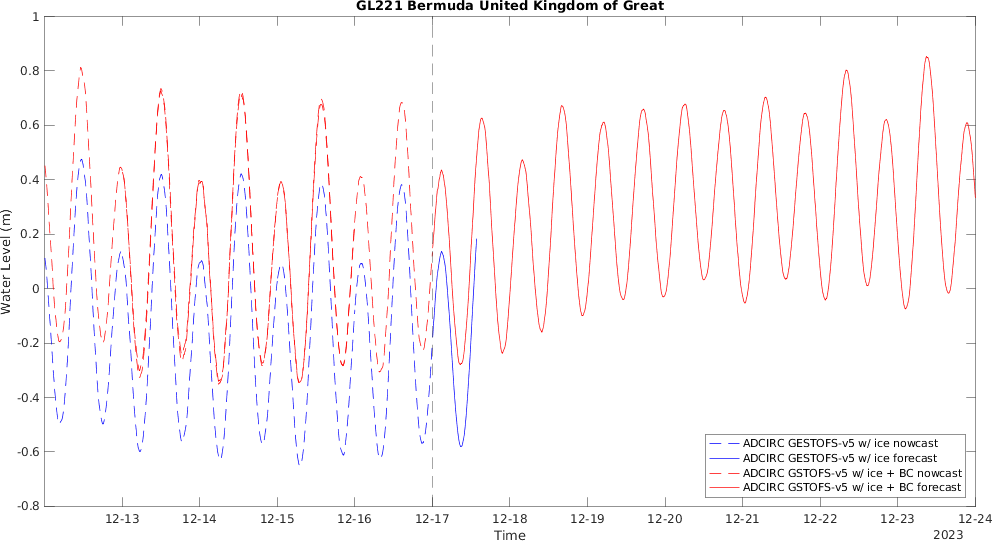 GL221 Bermuda United Kingdom of Great
1
0.8
0.6
0.4
0.2
0
-0.2
-0.4
-0.6
-0.8
Water Level (m)
ADCIRC GESTOFS-v5 w/ ice nowcast
ADCIRC GESTOFS-v5 w/ ice forecast
ADCIRC GSTOFS-v5 w/ ice + BC nowcast
ADCIRC GSTOFS-v5 w/ ice + BC forecast
12-13 12-14 12-15 12-16 12-17 12-18 12-19 12-20 12-21 12-22 12-23 12-24
Time
2023